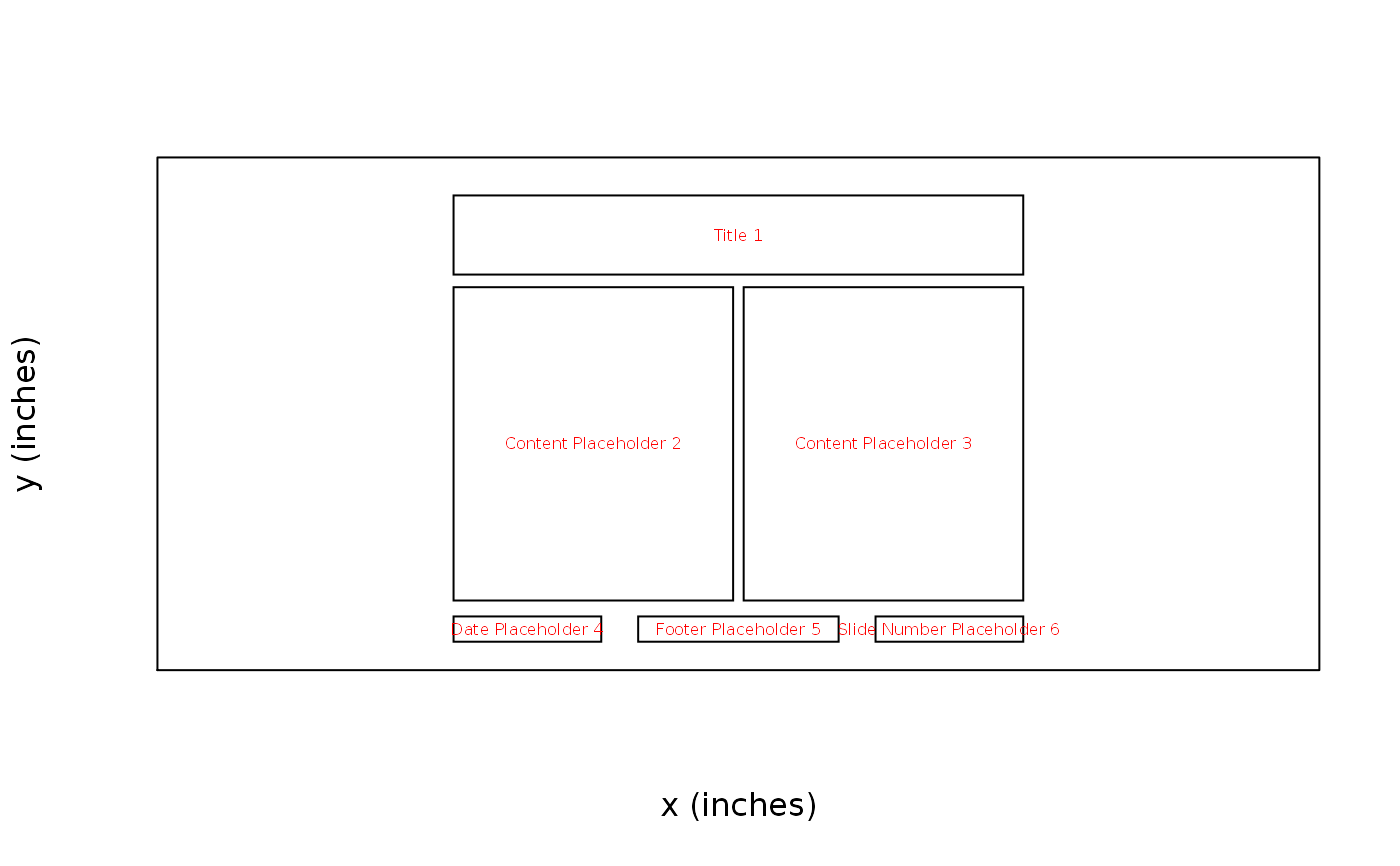 Title 1
Content Placeholder 2
Content Placeholder 3
Date Placeholder 4
Footer Placeholder 5
Slide Number Placeholder 6
y (inches)
x (inches)